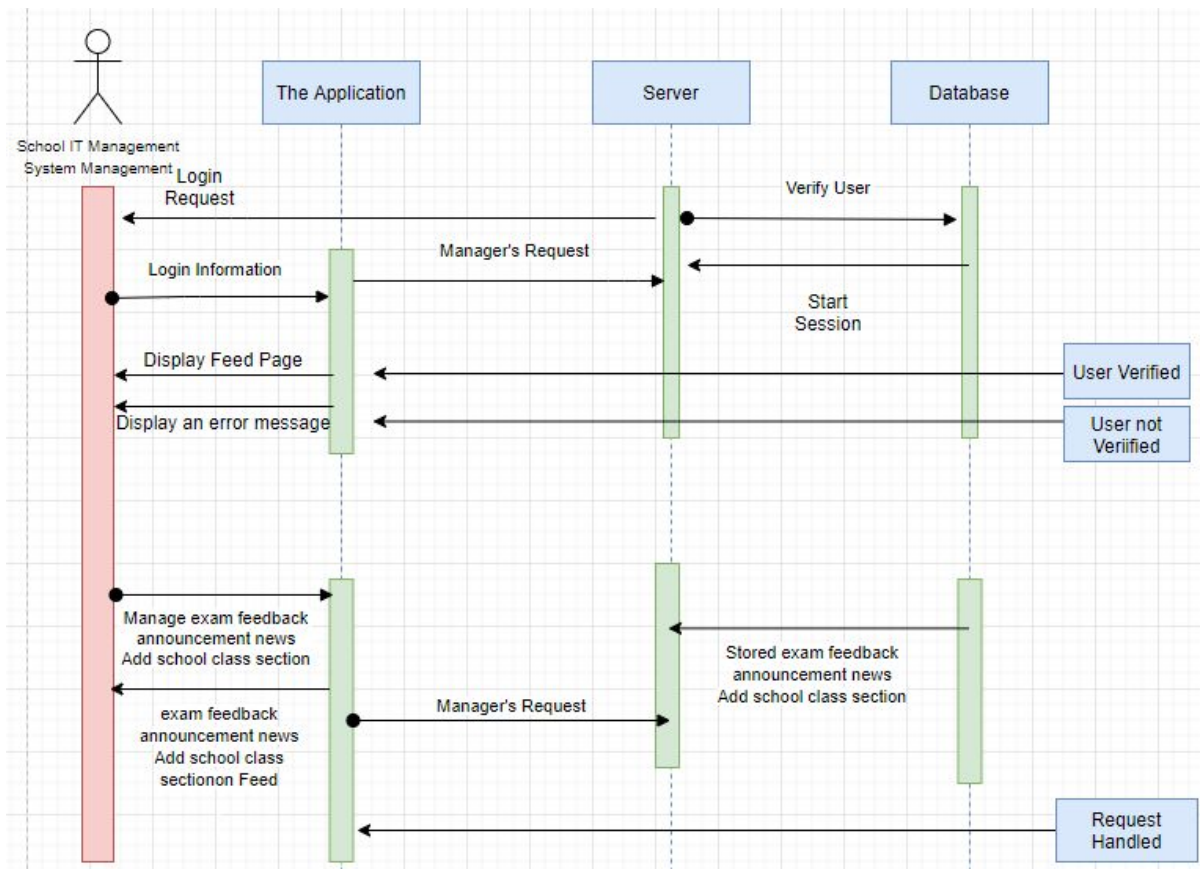 The Application
Server
Database
School IT Management
System Management
Login
Request
Verify User
Manager's Request
Login Information
Start
Session
Display Feed Page
User Verified
Display an error message
User not
Veriified
Manage exam feedback
announcement news
Add school class section
Stored exam feedback
announcement news
Add school class section
Manager's Request
exam feedback
announcement news
Add school class
sectionon Feed
Request
Handled